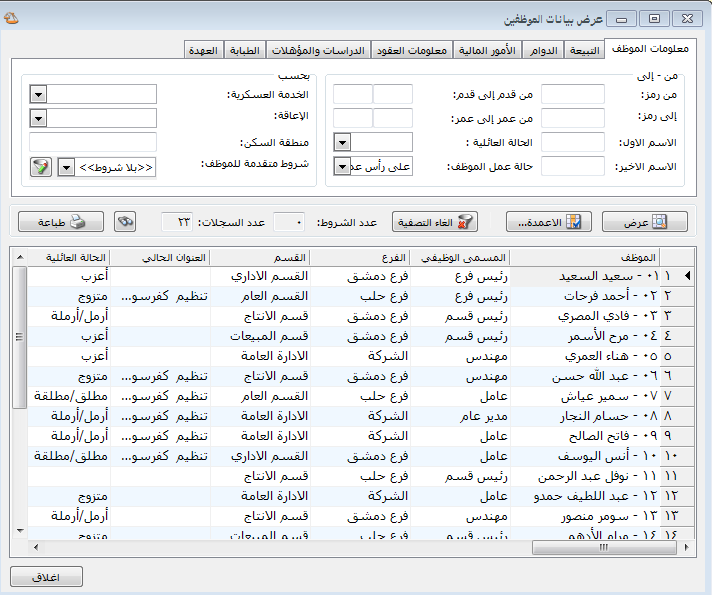 عرض بيانات الموظفين
معلومات الموظف التبيعة الدوام الأمور المالية معلومات العقود الدراسات والمؤهلات الطبابة العهدة
من - إلى
بحسب
من رمز: من قدم إلى قدم: الخدمة العسكرية:
إلى رمز: من عمر إلى عمر: الإعاقة:
الاسم الاول: الحالة العائلية : منطقة السكن:
الاسم الاخير: حالة عمل الموظف: على رأس عم شروط متقدمة للموظف: <<بلا شروط>>
عرض الاعمدة... الغاء التصفية عدد الشروط: ٠ عدد السجلات: ٢٣ طباعة
الموظف المسمى الوظيفي الفرع القسم العنوان الحالي الحالة العائلية
١ ٠١ - سعيد السعيد رئيس فرع فرع دمشق القسم الاداري أعزب
٢ ٠٢ - أحمد فرحات رئيس فرع فرع حلب القسم العام تنظيم كفرسو... متزوج
٣ ٠٣ - فادي المصري رئيس قسم فرع دمشق قسم الانتاج أرمل/أرملة
٤ ٠٤ - مرح الأسمر رئيس قسم فرع دمشق قسم المبيعات أعزب
٥ ٠٥ - هناء العمري مهندس الشركة الادارة العامة أعزب
٦ ٠٦ - عبد الله حسن مهندس فرع دمشق قسم الانتاج تنظيم كفرسو... متزوج
٧ ٠٧ - سمير عياش عامل فرع حلب القسم العام تنظيم كفرسو... مطلق/مطلقة
٨ ٠٨ - حسام النجار مدير عام الشركة الادارة العامة أرمل/أرملة
٩ ٠٩ - فاتح الصالح عامل الشركة الادارة العامة تنظيم كفرسو... أرمل/أرملة
١٠ ١٠ - أنس اليوسف عامل فرع دمشق القسم الاداري تنظيم كفرسو... مطلق/مطلقة
١١ ١١ - نوفل عبد الرحمن رئيس قسم فرع حلب قسم الانتاج
١٢ ١٢ - عبد اللطيف حمدو عامل الشركة الادارة العامة متزوج
١٣ ١٣ - سومر منصور مهندس فرع دمشق قسم الانتاج أرمل/أرملة
١٤ ١٤ - مرام الأدهم رئيس قسم فرع حلب قسم المبيعات متزوج
اغلاق